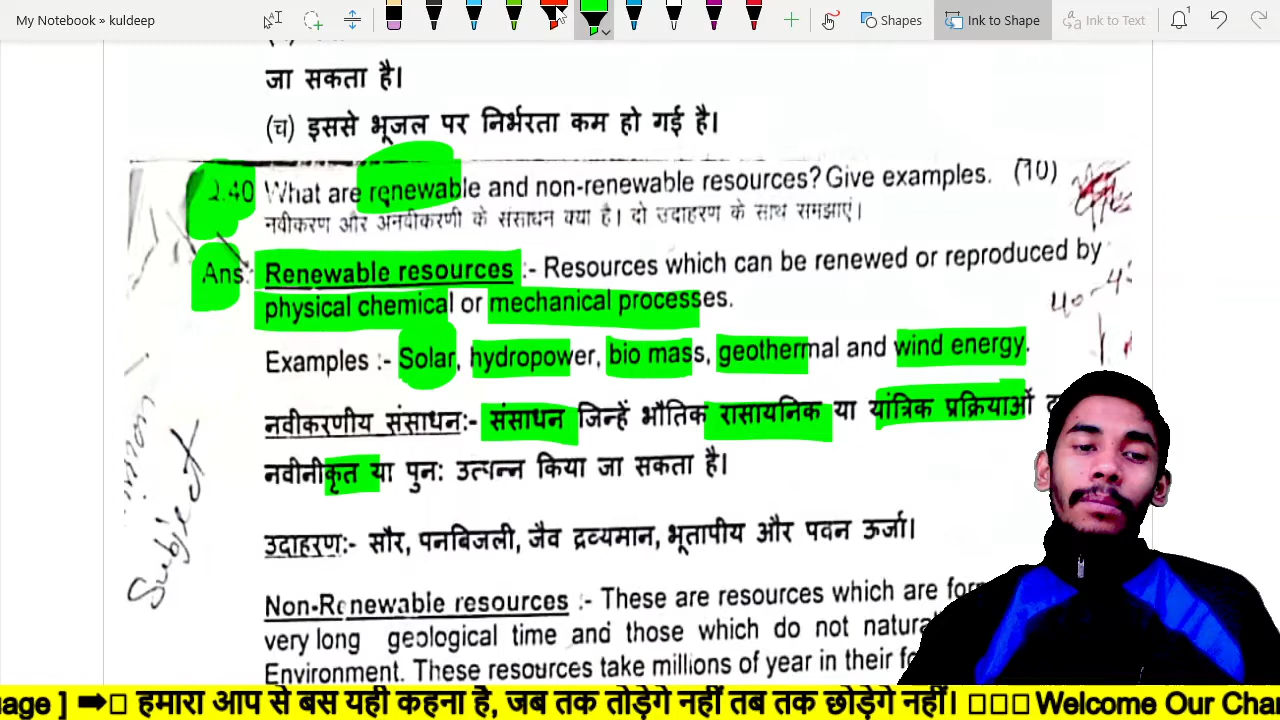 My Notebook » kuldeep
Shapes
Ink to Shape
Ink to Text
जा सकता है।
(च) इससे भूजल पर निर्भरता कम हो गई है।
Q.40 What are renewable and non-renewable resources? Give examples. (10)
नवीकरण और अनवीकरणी के संसाधन क्या है। दो उदाहरण के साथ समझाएं।
Ans. Renewable resources :- Resources which can be renewed or reproduced by
physical chemical or mechanical processes.
Examples :- Solar, hydropower, bio mass, geothermal and wind energy.
नवीकरणीय संसाधन:- संसाधन जिन्हें भौतिक रासायनिक या यांत्रिक प्रक्रियाओं
नवीनीकृत या पुन: उत्पन्न किया जा सकता है।
उदाहरण:- सौर, पनबिजली, जैव द्रव्यमान, भूतापीय और पवन ऊर्जा।
Subject
Non-Renewable resources :- These are resources which are
very long geological time and those which do not
Environment. These resources take millions of year in their
] ➡ हमारा आप से बस यही कहना है, जब तक तोड़ेगे नहीं तब तक छोड़ेगे नहीं। Welcome Our